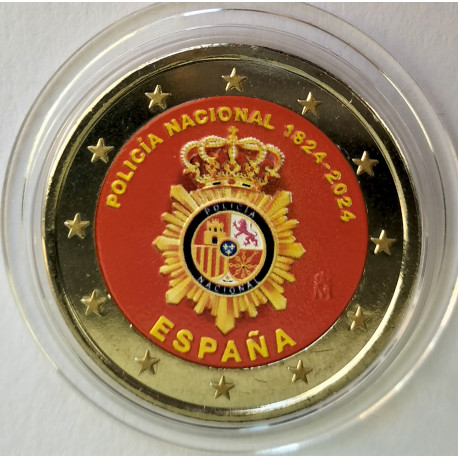 POLICÍA NACIONAL 1824-2024
POLICIA
NACIONAL
ESPAÑA